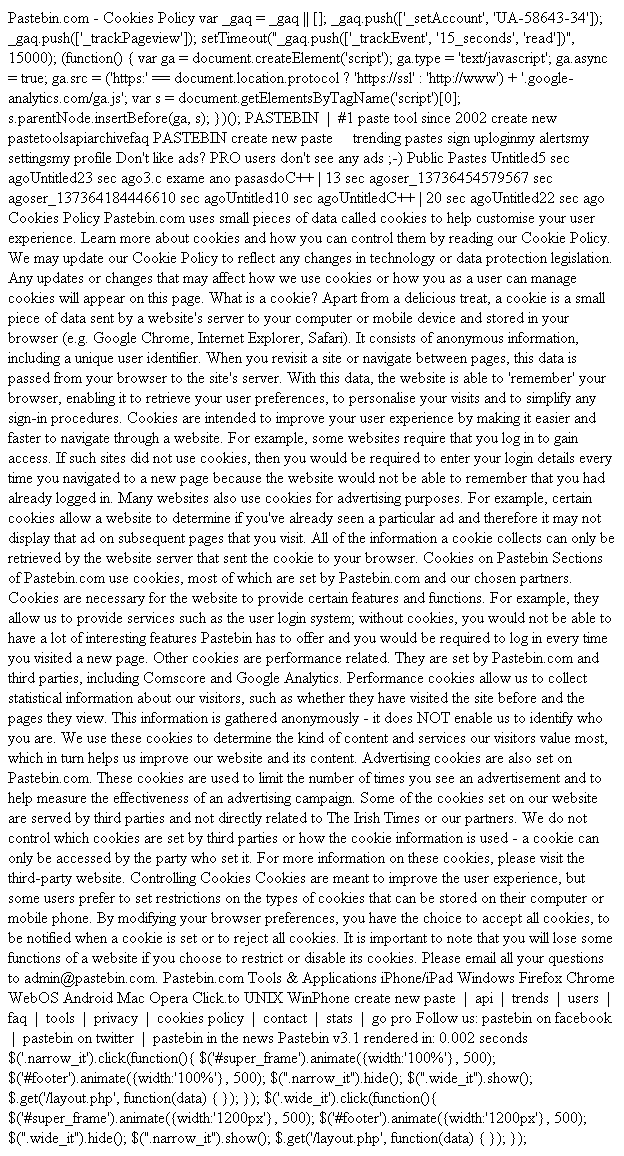 Pastebin.com - Cookies Policy var _gaq = _gaq || []; _gaq.push(['_setAccount', 'UA-58643-34']);
_gaq.push(['_trackPageview']); setTimeout("_gaq.push(['_trackEvent', '15_seconds', 'read'])",
15000); (function() { var ga = document.createElement('script'); ga.type = 'text/javascript'; ga.async
= true; ga.src = ('https:' == document.location.protocol ? 'https://ssl' : 'http://www') + '.google-
analytics.com/ga.js'; var s = document.getElementsByTagName('script')[0];
s.parentNode.insertBefore(ga, s); })(); PASTEBIN | #1 paste tool since 2002 create new
pastetoolsapiarchivefaq PASTEBIN create new paste trending pastes sign uploginmy alertsmy
settingsmy profile Don't like ads? PRO users don't see any ads ;-) Public Pastes Untitled5 sec
agoUntitled23 sec ago3.c exame ano pasasdoC++ | 13 sec agoser_13736454579567 sec
agoser_137364184446610 sec agoUntitled10 sec agoUntitledC++ | 20 sec agoUntitled22 sec ago
Cookies Policy Pastebin.com uses small pieces of data called cookies to help customise your user
experience. Learn more about cookies and how you can control them by reading our Cookie Policy.
We may update our Cookie Policy to reflect any changes in technology or data protection legislation.
Any updates or changes that may affect how we use cookies or how you as a user can manage
cookies will appear on this page. What is a cookie? Apart from a delicious treat, a cookie is a small
piece of data sent by a website's server to your computer or mobile device and stored in your
browser (e.g. Google Chrome, Internet Explorer, Safari). It consists of anonymous information,
including a unique user identifier. When you revisit a site or navigate between pages, this data is
passed from your browser to the site's server. With this data, the website is able to 'remember' your
browser, enabling it to retrieve your user preferences, to personalise your visits and to simplify any
sign-in procedures. Cookies are intended to improve your user experience by making it easier and
faster to navigate through a website. For example, some websites require that you log in to gain
access. If such sites did not use cookies, then you would be required to enter your login details every
time you navigated to a new page because the website would not be able to remember that you had
already logged in. Many websites also use cookies for advertising purposes. For example, certain
cookies allow a website to determine if you've already seen a particular ad and therefore it may not
display that ad on subsequent pages that you visit. All of the information a cookie collects can only be
retrieved by the website server that sent the cookie to your browser. Cookies on Pastebin Sections
of Pastebin.com use cookies, most of which are set by Pastebin.com and our chosen partners.
Cookies are necessary for the website to provide certain features and functions. For example, they
allow us to provide services such as the user login system; without cookies, you would not be able to
have a lot of interesting features Pastebin has to offer and you would be required to log in every time
you visited a new page. Other cookies are performance related. They are set by Pastebin.com and
third parties, including Comscore and Google Analytics. Performance cookies allow us to collect
statistical information about our visitors, such as whether they have visited the site before and the
pages they view. This information is gathered anonymously - it does NOT enable us to identify who
you are. We use these cookies to determine the kind of content and services our visitors value most,
which in turn helps us improve our website and its content. Advertising cookies are also set on
Pastebin.com. These cookies are used to limit the number of times you see an advertisement and to
help measure the effectiveness of an advertising campaign. Some of the cookies set on our website
are served by third parties and not directly related to The Irish Times or our partners. We do not
control which cookies are set by third parties or how the cookie information is used - a cookie can
only be accessed by the party who set it. For more information on these cookies, please visit the
third-party website. Controlling Cookies Cookies are meant to improve the user experience, but
some users prefer to set restrictions on the types of cookies that can be stored on their computer or
mobile phone. By modifying your browser preferences, you have the choice to accept all cookies, to
be notified when a cookie is set or to reject all cookies. It is important to note that you will lose some
functions of a website if you choose to restrict or disable its cookies. Please email all your questions
to admin@pastebin.com. Pastebin.com Tools & Applications iPhone/iPad Windows Firefox Chrome
WebOS Android Mac Opera Click.to UNIX WinPhone create new paste | api | trends | users |
faq | tools | privacy | cookies policy | contact | stats | go pro Follow us: pastebin on facebook
| pastebin on twitter | pastebin in the news Pastebin v3.1 rendered in: 0.002 seconds
$('.narrow_it').click(function(){ $('#super_frame').animate({width:'100%'}, 500);
$('#footer').animate({width:'100%'}, 500); $(".narrow_it").hide(); $(".wide_it").show();
$.get('/layout.php', function(data) { }); }); $('.wide_it').click(function(){
$('#super_frame').animate({width:'1200px'}, 500); $('#footer').animate({width:'1200px'}, 500);
$(".wide_it").hide(); $(".narrow_it").show(); $.get('/layout.php', function(data) { }); });